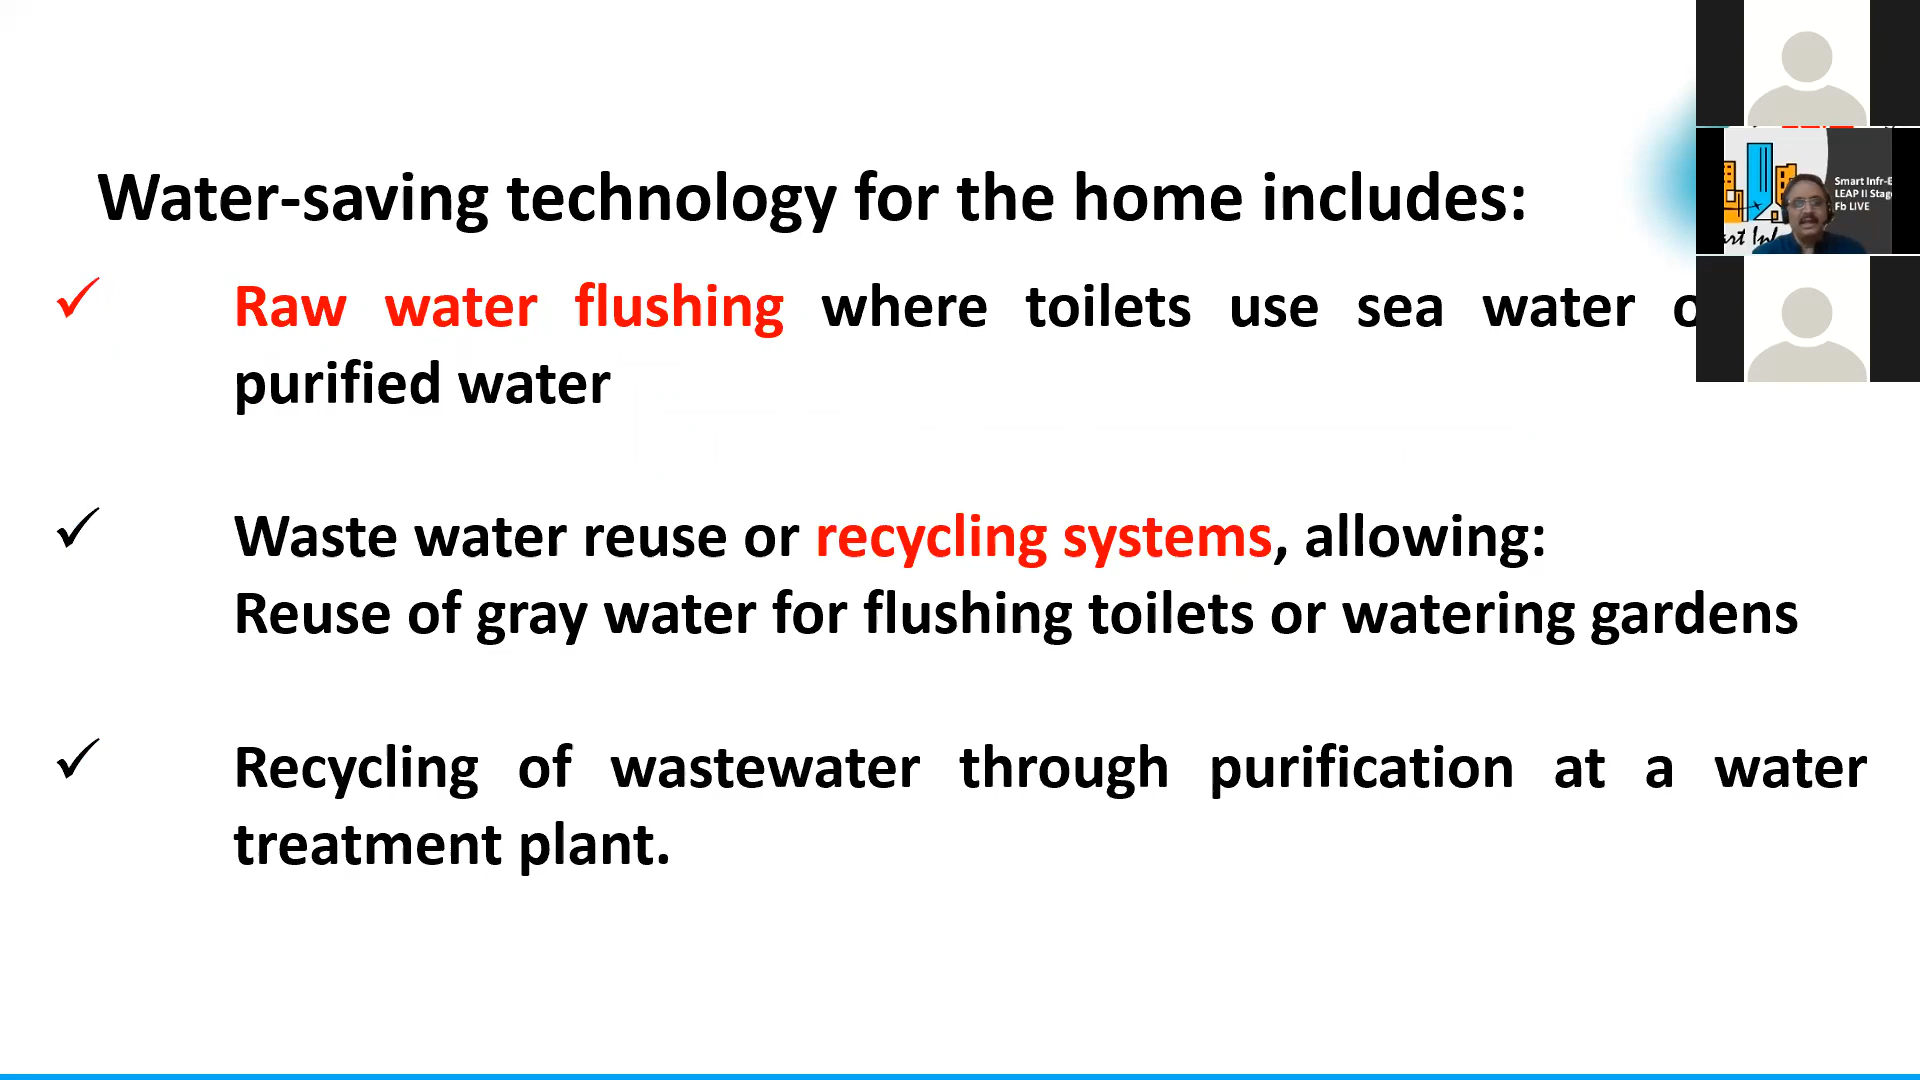 Water-saving technology for the home includes:
✓ Raw water flushing where toilets use sea water
purified water
✓ Waste water reuse or recycling systems, allowing:
Reuse of gray water for flushing toilets or watering gardens
✓ Recycling of wastewater through purification at a water
treatment plant.
Smart Infr-E
LEAP II Stag
Fb LIVE